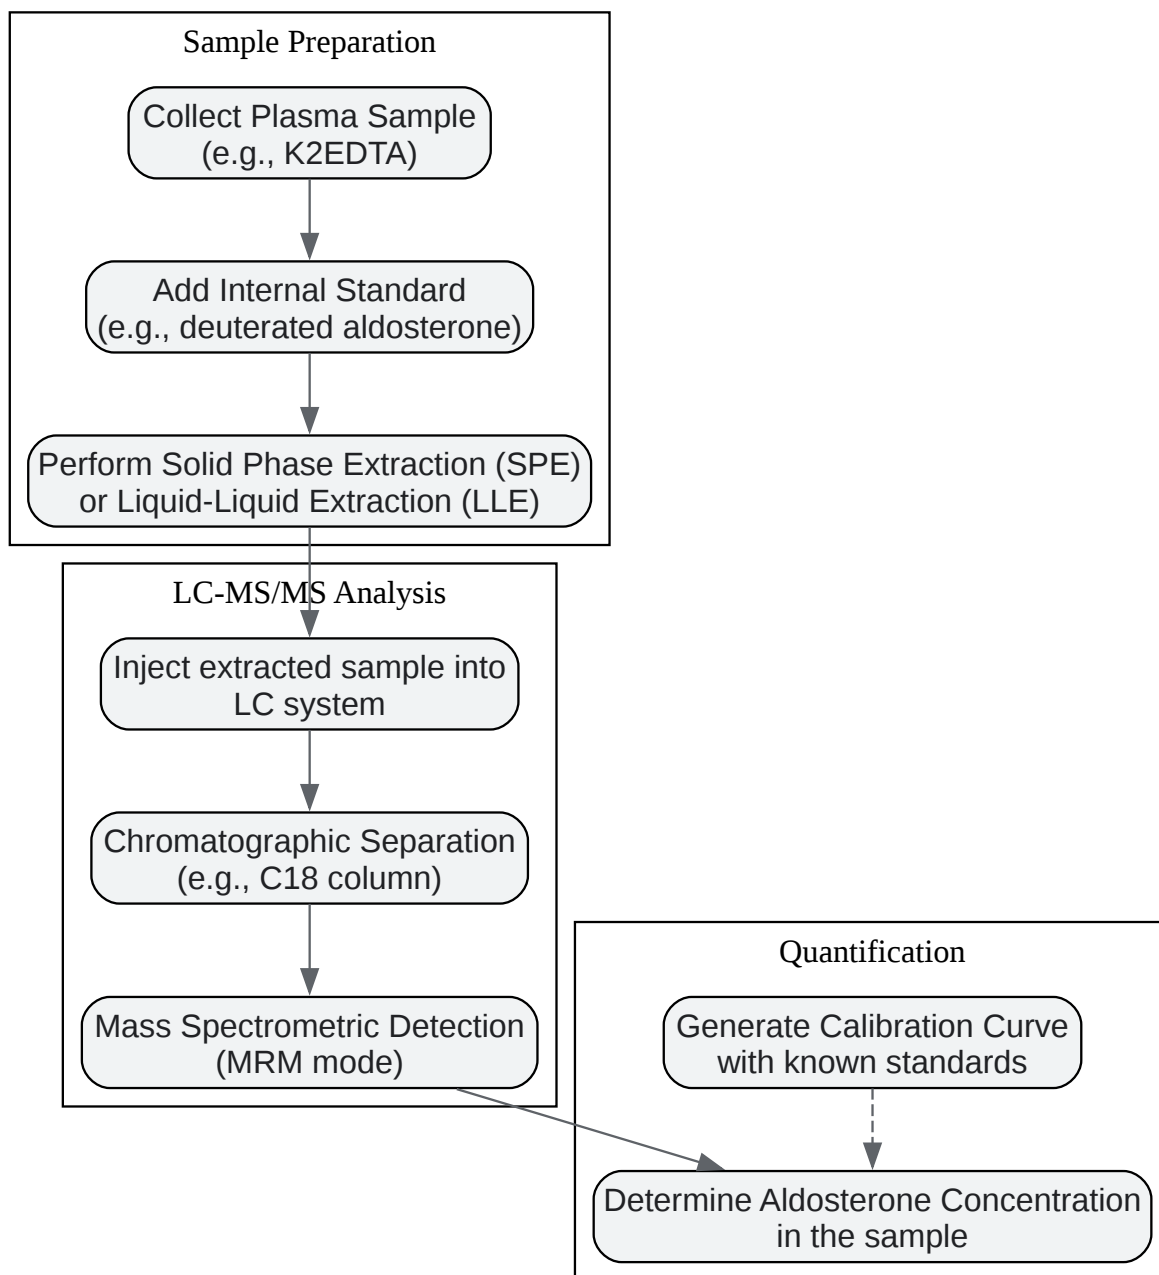 Sample Preparation
Collect Plasma Sample
(e.g., K2EDTA)
Add Internal Standard
(e.g., deuterated aldosterone)
Perform Solid Phase Extraction (SPE)
or Liquid-Liquid Extraction (LLE)
LC-MS/MS Analysis
Inject extracted sample into
LC system
Chromatographic Separation
(e.g., C18 column)
Mass Spectrometric Detection
(MRM mode)
Quantification
Generate Calibration Curve
with known standards
Determine Aldosterone Concentration
in the sample